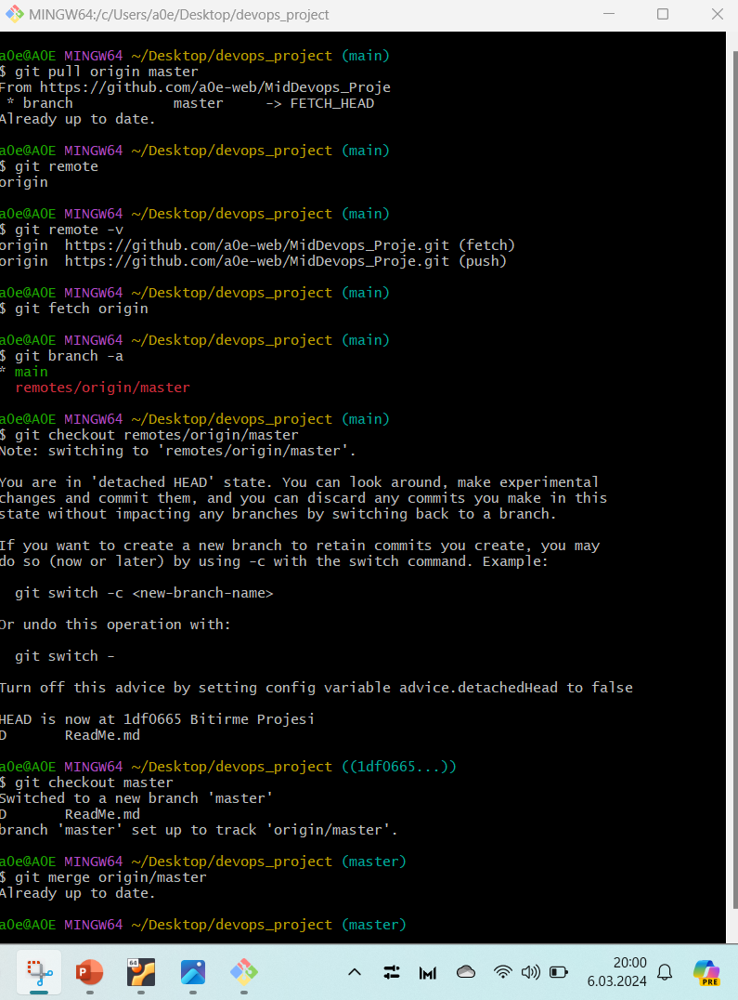 MINGW64:/c/Users/a0e/Desktop/devops_project
a0e@A0E MINGW64 ~/Desktop/devops_project (main)
$ git pull origin master
From https://github.com/a0e-web/MidDevops_Proje
 * branch            master     -> FETCH_HEAD
Already up to date.
a0e@A0E MINGW64 ~/Desktop/devops_project (main)
$ git remote
origin
a0e@A0E MINGW64 ~/Desktop/devops_project (main)
$ git remote -v
origin  https://github.com/a0e-web/MidDevops_Proje.git (fetch)
origin  https://github.com/a0e-web/MidDevops_Proje.git (push)
a0e@A0E MINGW64 ~/Desktop/devops_project (main)
$ git fetch origin
a0e@A0E MINGW64 ~/Desktop/devops_project (main)
$ git branch -a
* main
  remotes/origin/master
a0e@A0E MINGW64 ~/Desktop/devops_project (main)
$ git checkout remotes/origin/master
Note: switching to 'remotes/origin/master'.
You are in 'detached HEAD' state. You can look around, make experimental
changes and commit them, and you can discard any commits you make in this
state without impacting any branches by switching back to a branch.
If you want to create a new branch to retain commits you create, you may
do so (now or later) by using -c with the switch command. Example:
  git switch -c <new-branch-name>
Or undo this operation with:
  git switch -
Turn off this advice by setting config variable advice.detachedHead to false
HEAD is now at 1df0665 Bitirme Projesi
D       ReadMe.md
a0e@A0E MINGW64 ~/Desktop/devops_project ((1df0665...))
$ git checkout master
Switched to a new branch 'master'
D       ReadMe.md
branch 'master' set up to track 'origin/master'.
a0e@A0E MINGW64 ~/Desktop/devops_project (master)
$ git merge origin/master
Already up to date.
a0e@A0E MINGW64 ~/Desktop/devops_project (master)
64
P
20:00
6.03.2024
PRE